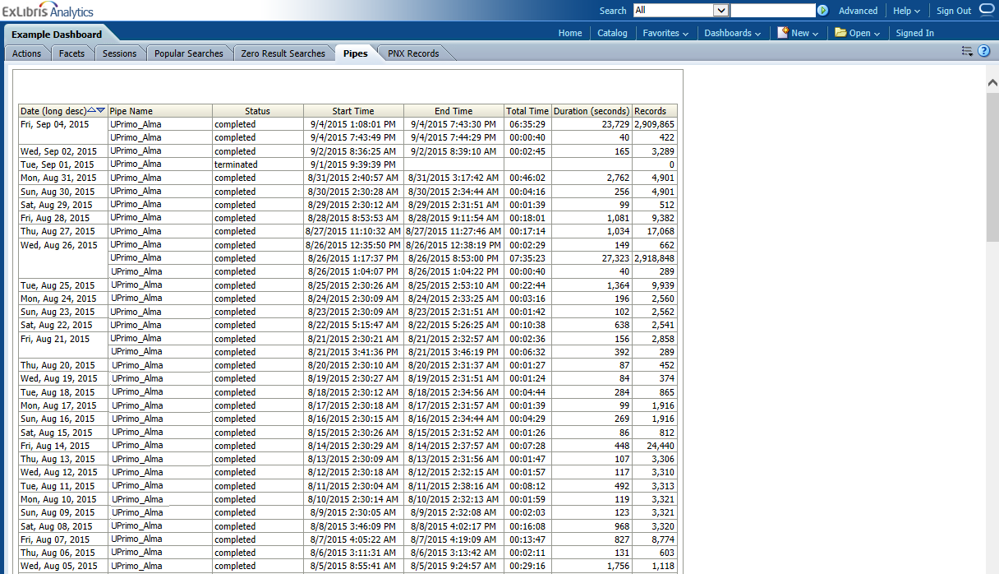 ExLibris Analytics
Search All Advanced Help Sign Out
Example Dashboard Home Catalog Favorites Dashboards New Open Signed In
Actions Facets Sessions Popular Searches Zero Result Searches Pipes PNX Records
Date (long desc) Pipe Name Status Start Time End Time Total Time Duration (seconds) Records
Fri, Sep 04, 2015 UPrimo_Alma completed 9/4/2015 1:08:01 PM 9/4/2015 7:43:30 PM 06:35:29 23,729 2,909,865
UPrimo_Alma completed 9/4/2015 7:43:49 PM 9/4/2015 7:44:29 PM 00:00:40 40 422
Wed, Sep 02, 2015 UPrimo_Alma completed 9/2/2015 8:36:25 AM 9/2/2015 8:39:10 AM 00:02:45 165 3,289
Tue, Sep 01, 2015 UPrimo_Alma terminated 9/1/2015 9:39:39 PM 0
Mon, Aug 31, 2015 UPrimo_Alma completed 8/31/2015 2:40:57 AM 8/31/2015 3:17:42 AM 00:46:02 2,762 4,901
Sun, Aug 30, 2015 UPrimo_Alma completed 8/30/2015 2:30:28 AM 8/30/2015 2:34:44 AM 00:04:16 256 4,901
Sat, Aug 29, 2015 UPrimo_Alma completed 8/29/2015 2:30:12 AM 8/29/2015 2:31:51 AM 00:01:39 99 512
Fri, Aug 28, 2015 UPrimo_Alma completed 8/28/2015 8:53:53 AM 8/28/2015 9:11:54 AM 00:18:01 1,081 9,382
Thu, Aug 27, 2015 UPrimo_Alma completed 8/27/2015 11:10:32 AM 8/27/2015 11:27:46 AM 00:17:14 1,034 17,068
Wed, Aug 26, 2015 UPrimo_Alma completed 8/26/2015 12:35:50 PM 8/26/2015 12:38:19 PM 00:02:29 149 662
UPrimo_Alma completed 8/26/2015 1:17:37 PM 8/26/2015 8:53:00 PM 07:35:23 27,323 2,918,848
UPrimo_Alma completed 8/26/2015 1:04:07 PM 8/26/2015 1:04:22 PM 00:00:40 40 289
Tue, Aug 25, 2015 UPrimo_Alma completed 8/25/2015 2:30:26 AM 8/25/2015 2:53:10 AM 00:22:44 1,364 9,939
Mon, Aug 24, 2015 UPrimo_Alma completed 8/24/2015 2:30:09 AM 8/24/2015 2:33:25 AM 00:03:16 196 2,560
Sun, Aug 23, 2015 UPrimo_Alma completed 8/23/2015 2:30:09 AM 8/23/2015 2:31:51 AM 00:01:42 102 2,562
Sat, Aug 22, 2015 UPrimo_Alma completed 8/22/2015 5:15:47 AM 8/22/2015 5:26:25 AM 00:10:38 638 2,541
Fri, Aug 21, 2015 UPrimo_Alma completed 8/21/2015 2:30:21 AM 8/21/2015 2:32:57 AM 00:02:36 156 2,858
UPrimo_Alma completed 8/21/2015 3:41:36 PM 8/21/2015 3:46:19 PM 00:06:32 392 289
Thu, Aug 20, 2015 UPrimo_Alma completed 8/20/2015 2:30:10 AM 8/20/2015 2:31:37 AM 00:01:27 87 452
Wed, Aug 19, 2015 UPrimo_Alma completed 8/19/2015 2:30:27 AM 8/19/2015 2:31:51 AM 00:01:24 84 374
Tue, Aug 18, 2015 UPrimo_Alma completed 8/18/2015 2:30:12 AM 8/18/2015 2:34:56 AM 00:04:44 284 865
Mon, Aug 17, 2015 UPrimo_Alma completed 8/17/2015 2:30:18 AM 8/17/2015 2:31:57 AM 00:01:39 99 1,916
Sun, Aug 16, 2015 UPrimo_Alma completed 8/16/2015 2:30:15 AM 8/16/2015 2:34:44 AM 00:04:29 269 1,916
Sat, Aug 15, 2015 UPrimo_Alma completed 8/15/2015 2:30:26 AM 8/15/2015 2:31:52 AM 00:01:26 86 812
Fri, Aug 14, 2015 UPrimo_Alma completed 8/14/2015 2:30:29 AM 8/14/2015 2:37:57 AM 00:07:28 448 24,440
Thu, Aug 13, 2015 UPrimo_Alma completed 8/13/2015 2:30:09 AM 8/13/2015 2:31:56 AM 00:01:47 107 3,306
Wed, Aug 12, 2015 UPrimo_Alma completed 8/12/2015 2:30:18 AM 8/12/2015 2:32:15 AM 00:01:57 117 3,310
Tue, Aug 11, 2015 UPrimo_Alma completed 8/11/2015 2:30:04 AM 8/11/2015 2:38:16 AM 00:08:12 492 3,313
Mon, Aug 10, 2015 UPrimo_Alma completed 8/10/2015 2:30:14 AM 8/10/2015 2:32:13 AM 00:01:59 119 3,321
Sun, Aug 09, 2015 UPrimo_Alma completed 8/9/2015 2:30:05 AM 8/9/2015 2:32:08 AM 00:02:03 123 3,321
Sat, Aug 08, 2015 UPrimo_Alma completed 8/8/2015 3:46:09 PM 8/8/2015 4:02:17 PM 00:16:08 968 3,320
Fri, Aug 07, 2015 UPrimo_Alma completed 8/7/2015 4:05:22 AM 8/7/2015 4:19:09 AM 00:13:47 827 8,774
Thu, Aug 06, 2015 UPrimo_Alma completed 8/6/2015 3:11:31 AM 8/6/2015 3:13:42 AM 00:02:11 131 603
Wed, Aug 05, 2015 UPrimo_Alma completed 8/5/2015 8:55:41 AM 8/5/2015 9:24:57 AM 00:29:16 1,756 1,118